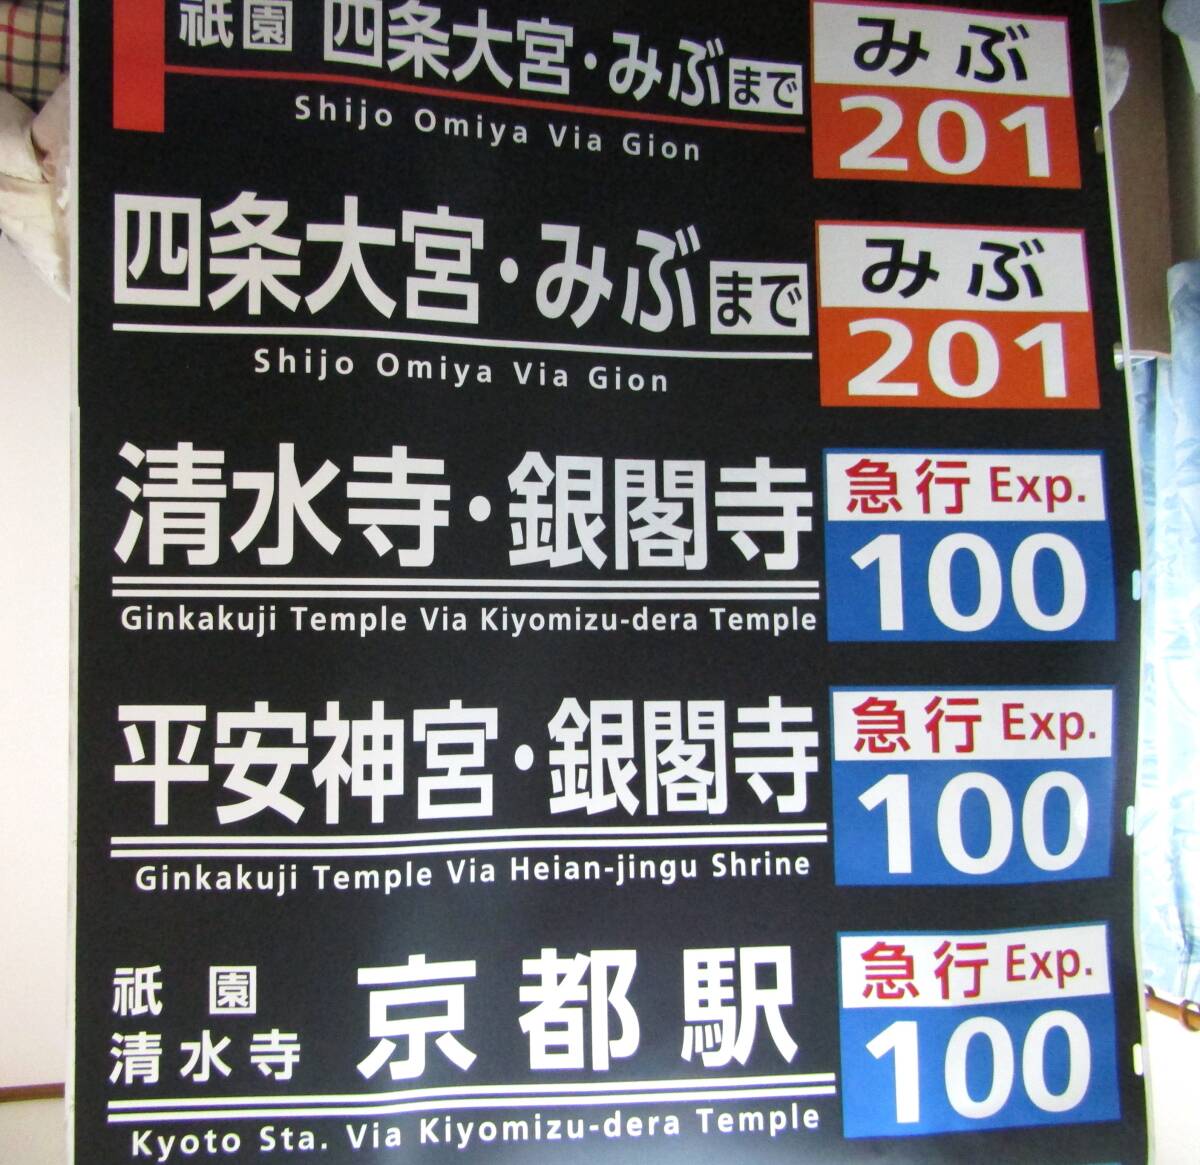 祇園 四条大宮・みぶまで
みぶ
201
Shijo Omiya Via Gion
四条大宮・みぶまで
みぶ
201
Shijo Omiya Via Gion
清水寺・銀閣寺
急行 Exp.
100
Ginkakuji Temple Via Kiyomizu-dera Temple
平安神宮・銀閣寺
急行 Exp.
100
Ginkakuji Temple Via Heian-jingu Shrine
祇園
清水寺
京都駅
急行 Exp.
100
Kyoto Sta. Via Kiyomizu-dera Temple